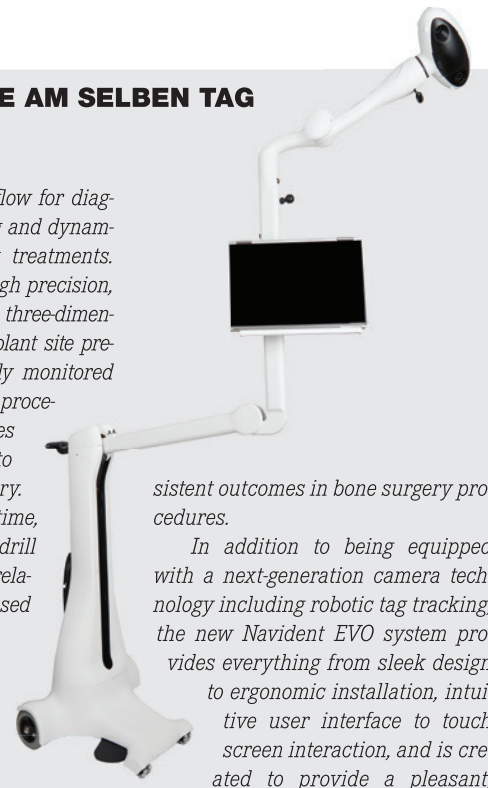 E AM SELBEN TAG
flow for diag-
g and dynam-
treatments.
gh precision,
three-dimen-
plant site pre-
ly monitored
proce-
es
to
ry.
time,
drill
rela-
sed
sistent outcomes in bone surgery pro
cedures.
In addition to being equipped
with a next-generation camera tech
nology including robotic tag tracking,
the new Navident EVO system pro
vides everything from sleek design
to ergonomic installation, intui
tive user interface to touch
screen interaction, and is cre
ated to provide a pleasant,